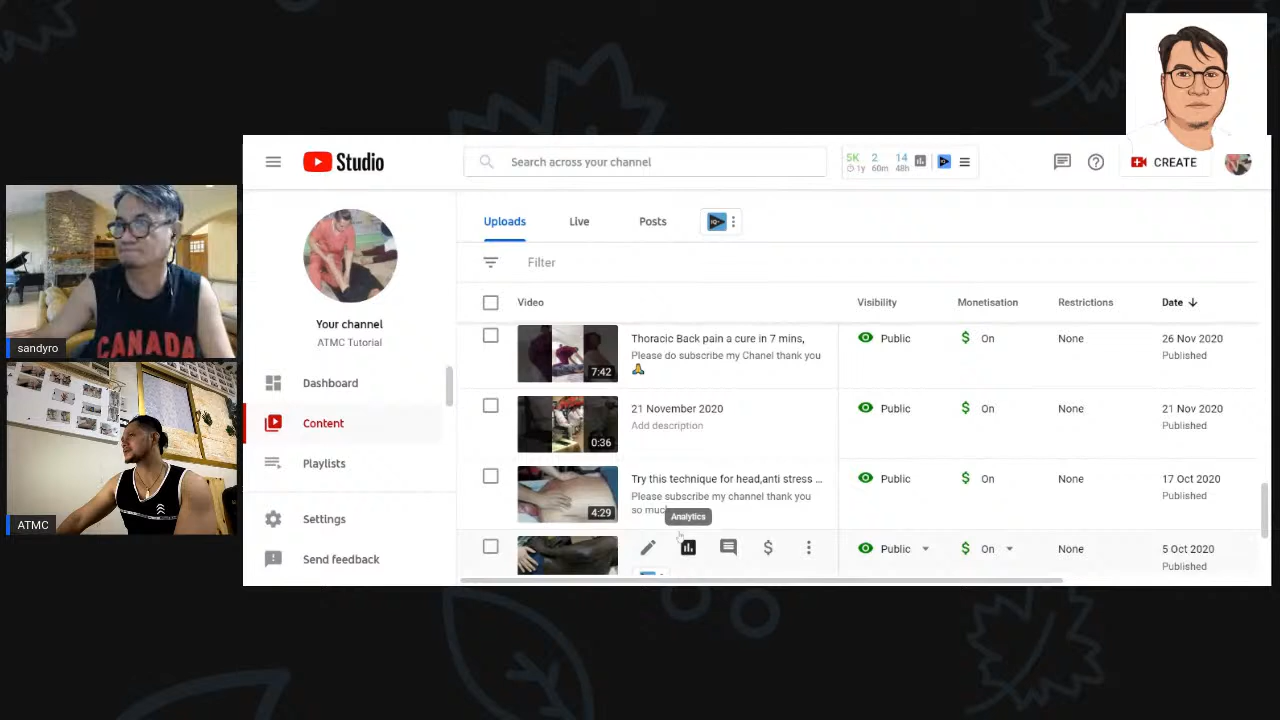 Studio
Search across your channel
5K 2 14
1y 60m 48h
CREATE
Uploads Live Posts
Filter
Video Visibility Monetisation Restrictions Date
Your channel
ATMC Tutorial
Dashboard
Content
Playlists
Settings
Send feedback
Thoracic Back pain a cure in 7 mins,
Please do subscribe my Chanel thank you
🙏
7:42
Public On None 26 Nov 2020
Published
21 November 2020
Add description
0:36
Public On None 21 Nov 2020
Published
Try this technique for head,anti stress ...
Please subscribe my channel thank you
so much
4:29
Public On None 17 Oct 2020
Published
Analytics
Public On None 5 Oct 2020
Published
CANADA
sandyro
ATMC